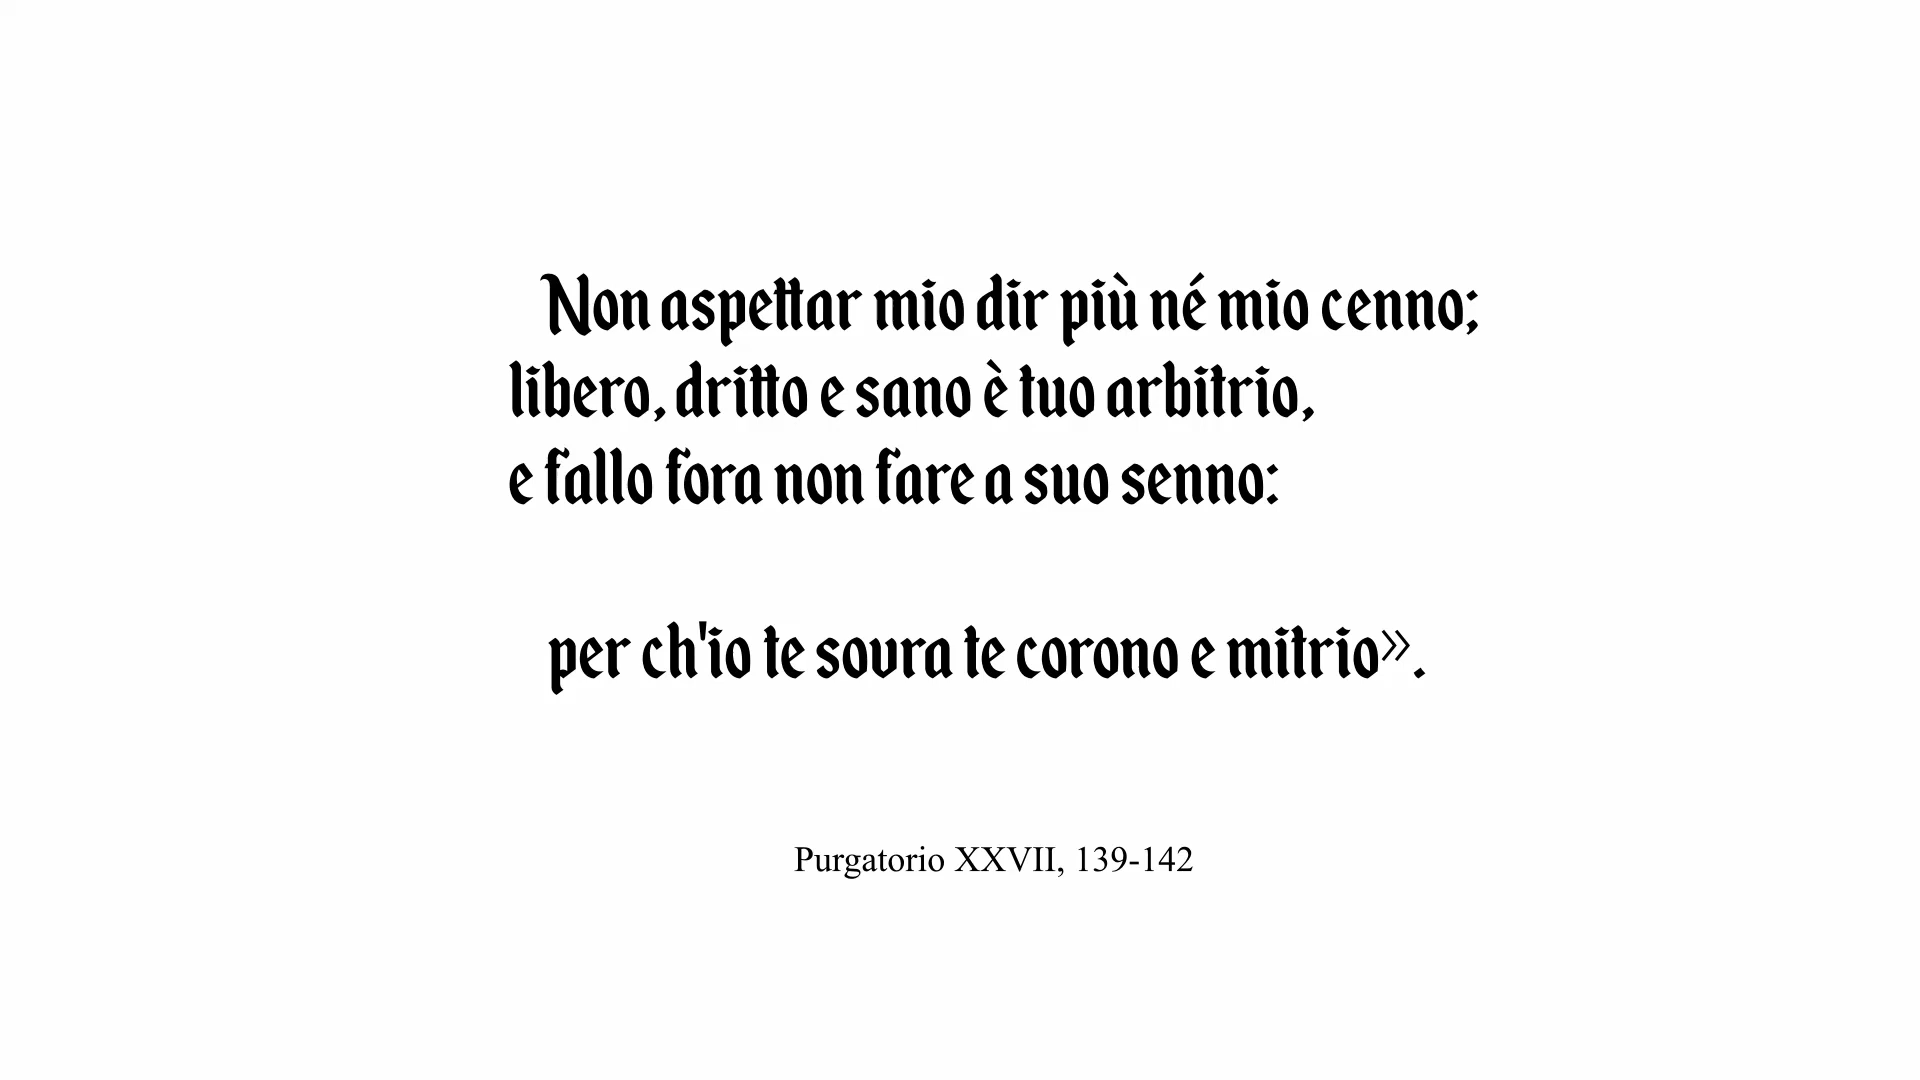 Non aspettar mio dir più né mio cenno;
libero, dritto e sano è tuo arbitrio,
e fallo fora non fare a suo senno:
per ch'io te sovra te corono e mitrio».
Purgatorio XXVII, 139-142